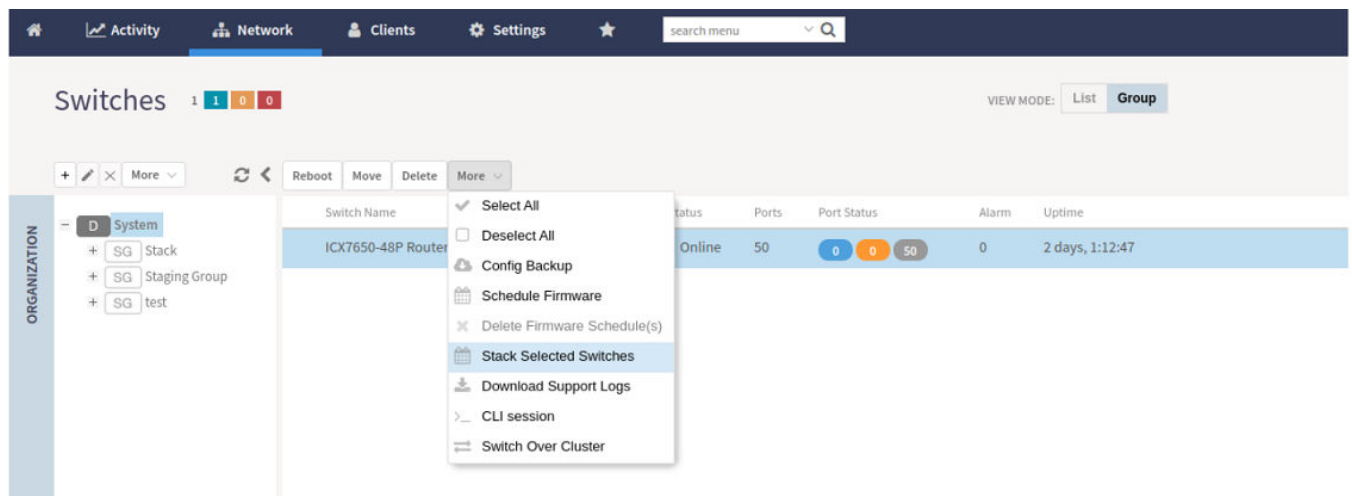 Activity Network Clients Settings search menu
Switches 1 1 0 0 VIEW MODE: List Group
+ More Reboot Move Delete More
ORGANIZATION
Switch Name tatus Ports Port Status Alarm Uptime
ICX7650-48P Router Online 50 0 0 50 0 2 days, 1:12:47
− D System
+ SG Stack
+ SG Staging Group
+ SG test
Select All
Deselect All
Config Backup
Schedule Firmware
Delete Firmware Schedule(s)
Stack Selected Switches
Download Support Logs
>_ CLI session
Switch Over Cluster